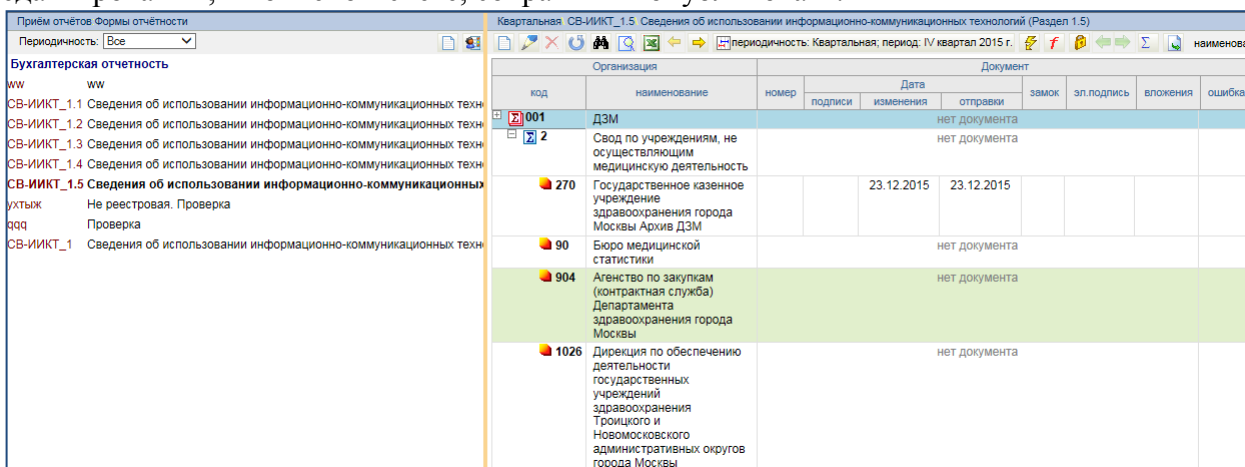 Приём отчётов Формы отчётности
Периодичность: Все
Бухгалтерская отчетность
ww ww
СВ-ИИКТ_1.1 Сведения об использовании информационно-коммуникационных техн
СВ-ИИКТ_1.2 Сведения об использовании информационно-коммуникационных техн
СВ-ИИКТ_1.3 Сведения об использовании информационно-коммуникационных техн
СВ-ИИКТ_1.4 Сведения об использовании информационно-коммуникационных техн
СВ-ИИКТ_1.5 Сведения об использовании информационно-коммуникационных
ухтыж Не реестровая. Проверка
qqq Проверка
СВ-ИИКТ_1 Сведения об использовании информационно-коммуникационных техн
Квартальная СВ-ИИКТ_1.5 Сведения об использовании информационно-коммуникационных технологий (Раздел 1.5)
периодичность: Квартальная; период: IV квартал 2015 г. наименова
Организация Документ
код наименование номер Дата замок эл.подпись вложения ошибка
подписи изменения отправки
001 ДЗМ нет документа
2 Свод по учреждениям, не нет документа
осуществляющим
медицинскую деятельность
270 Государственное казенное 23.12.2015 23.12.2015
учреждение
здравоохранения города
Москвы Архив ДЗМ
90 Бюро медицинской нет документа
статистики
904 Агенство по закупкам нет документа
(контрактная служба)
Департамента
здравоохранения города
Москвы
1026 Дирекция по обеспечению нет документа
деятельности
государственных
учреждений
здравоохранения
Троицкого и
Новомосковского
административных округов
города Москвы